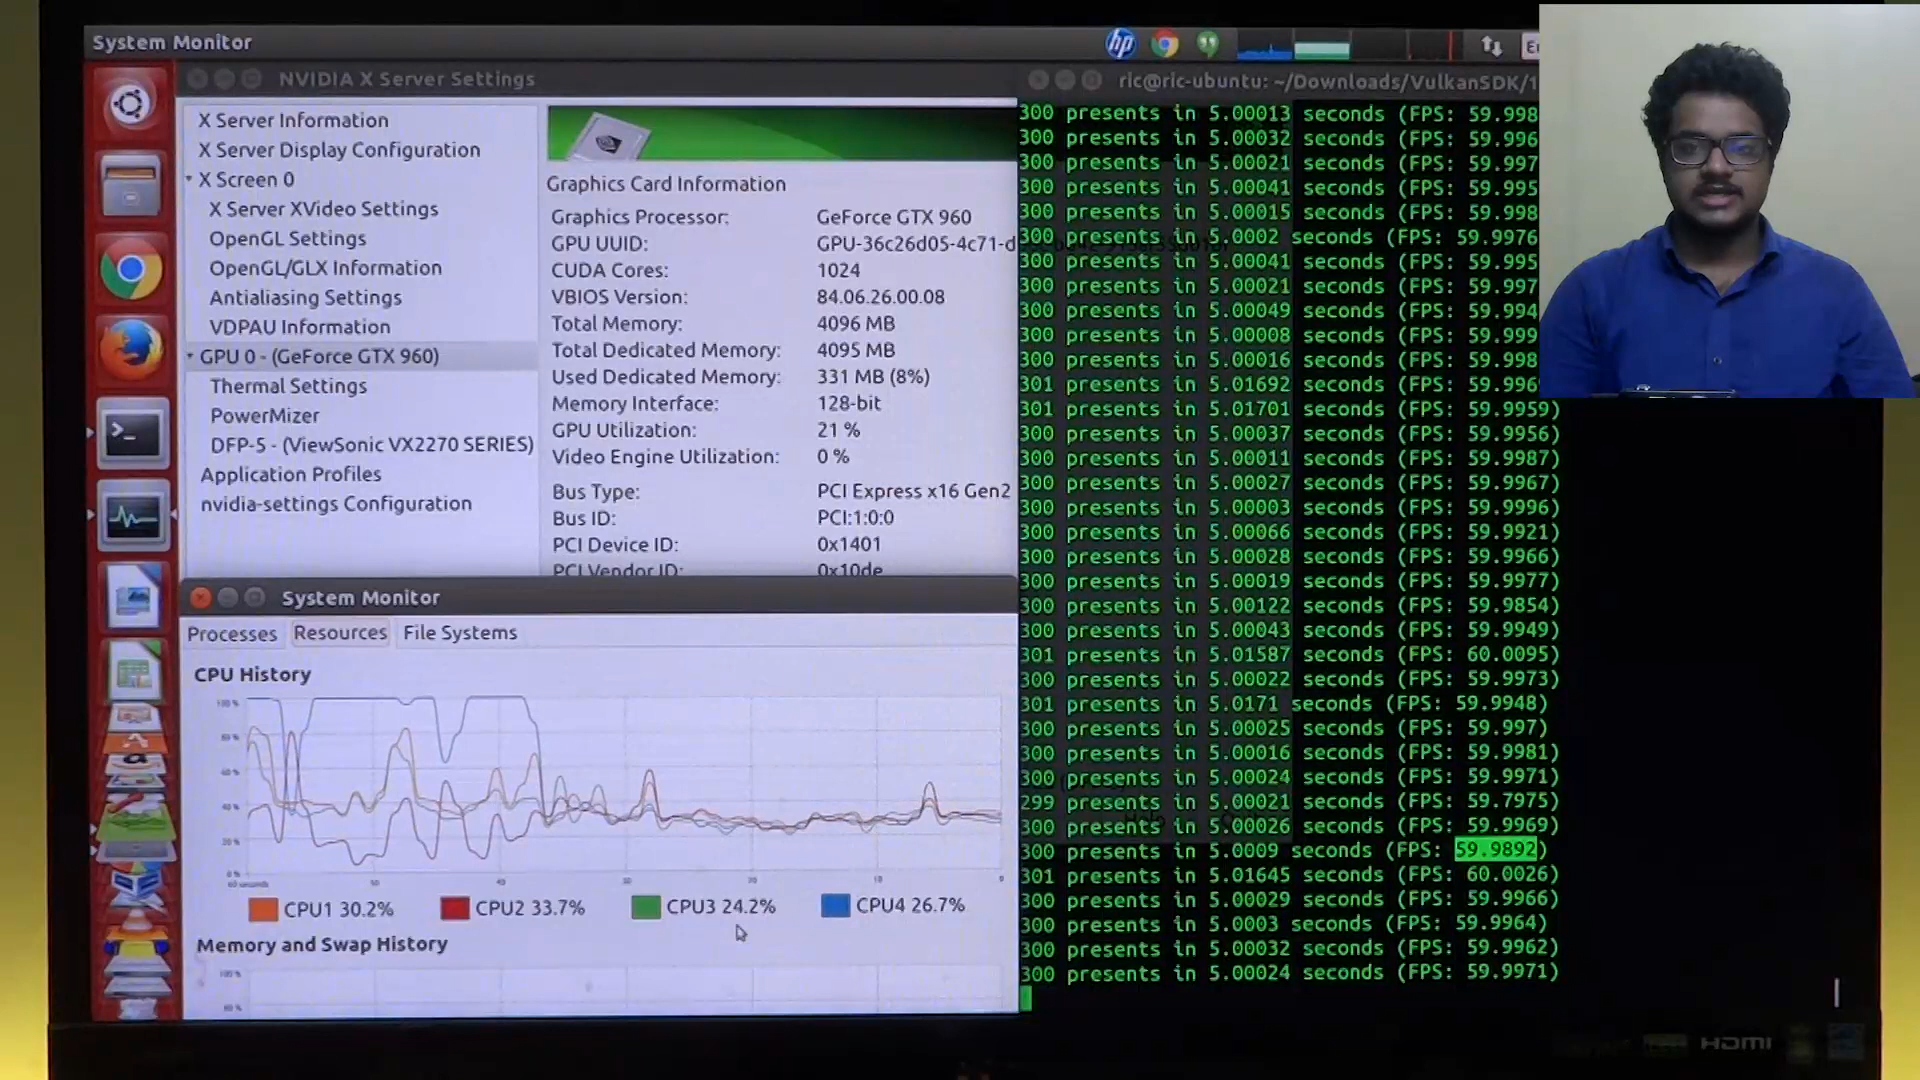 System Monitor
hp
NVIDIA X Server Settings
X Server Information
X Server Display Configuration
X Screen 0
X Server XVideo Settings
OpenGL Settings
OpenGL/GLX Information
Antialiasing Settings
VDPAU Information
GPU 0 - (GeForce GTX 960)
Thermal Settings
PowerMizer
DFP-5 - (ViewSonic VX2270 SERIES)
Application Profiles
nvidia-settings Configuration
Graphics Card Information
Graphics Processor: GeForce GTX 960
GPU UUID: GPU-36c26d05-4c71-
CUDA Cores: 1024
VBIOS Version: 84.06.26.00.08
Total Memory: 4096 MB
Total Dedicated Memory: 4095 MB
Used Dedicated Memory: 331 MB (8%)
Memory Interface: 128-bit
GPU Utilization: 21 %
Video Engine Utilization: 0 %
Bus Type: PCI Express x16 Gen2
Bus ID: PCI:1:0:0
PCI Device ID: 0x1401
PCI Vendor ID: 0x10de
System Monitor
Processes Resources File Systems
CPU History
100 %
80 %
60 %
40 %
20 %
0 %
60 seconds 50 40 30 20 10 0
CPU1 30.2% CPU2 33.7% CPU3 24.2% CPU4 26.7%
Memory and Swap History
100 %
80 %
ric@ric-ubuntu: ~/Downloads/VulkanSDK/1
300 presents in 5.00013 seconds (FPS: 59.998
300 presents in 5.00032 seconds (FPS: 59.996
300 presents in 5.00021 seconds (FPS: 59.997
300 presents in 5.00041 seconds (FPS: 59.995
300 presents in 5.00015 seconds (FPS: 59.998
300 presents in 5.0002 seconds (FPS: 59.9976
300 presents in 5.00041 seconds (FPS: 59.995
300 presents in 5.00021 seconds (FPS: 59.997
300 presents in 5.00049 seconds (FPS: 59.994
300 presents in 5.00008 seconds (FPS: 59.999
300 presents in 5.00016 seconds (FPS: 59.998
301 presents in 5.01692 seconds (FPS: 59.996
301 presents in 5.01701 seconds (FPS: 59.9959)
300 presents in 5.00037 seconds (FPS: 59.9956)
300 presents in 5.00011 seconds (FPS: 59.9987)
300 presents in 5.00027 seconds (FPS: 59.9967)
300 presents in 5.00003 seconds (FPS: 59.9996)
300 presents in 5.00066 seconds (FPS: 59.9921)
300 presents in 5.00028 seconds (FPS: 59.9966)
300 presents in 5.00019 seconds (FPS: 59.9977)
300 presents in 5.00122 seconds (FPS: 59.9854)
300 presents in 5.00043 seconds (FPS: 59.9949)
301 presents in 5.01587 seconds (FPS: 60.0095)
300 presents in 5.00022 seconds (FPS: 59.9973)
301 presents in 5.0171 seconds (FPS: 59.9948)
300 presents in 5.00025 seconds (FPS: 59.997)
300 presents in 5.00016 seconds (FPS: 59.9981)
300 presents in 5.00024 seconds (FPS: 59.9971)
299 presents in 5.00021 seconds (FPS: 59.7975)
300 presents in 5.00026 seconds (FPS: 59.9969)
300 presents in 5.0009 seconds (FPS: 59.9892)
301 presents in 5.01645 seconds (FPS: 60.0026)
300 presents in 5.00029 seconds (FPS: 59.9966)
300 presents in 5.0003 seconds (FPS: 59.9964)
300 presents in 5.00032 seconds (FPS: 59.9962)
300 presents in 5.00024 seconds (FPS: 59.9971)
HDMI